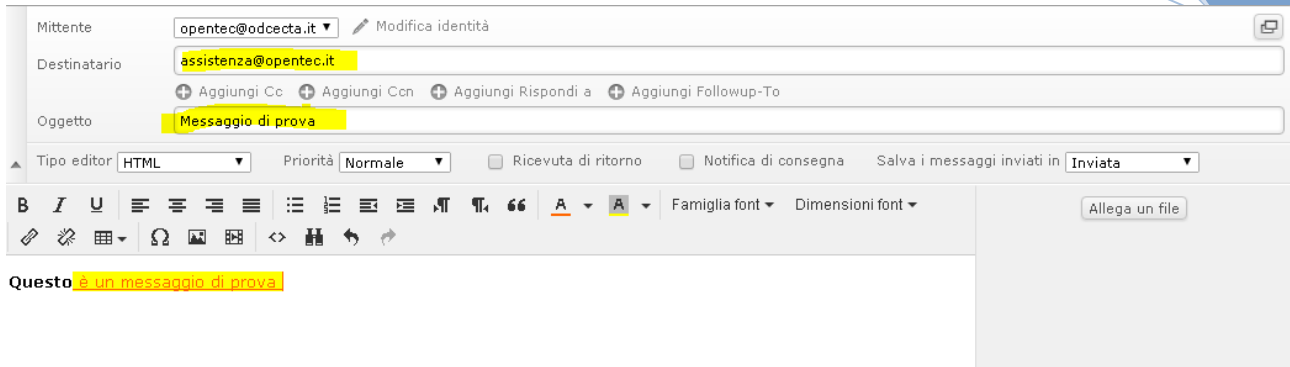 Mittente opentec@odcecta.it Modifica identità
Destinatario assistenza@opentec.it
Aggiungi Cc Aggiungi Ccn Aggiungi Rispondi a Aggiungi Followup-To
Oggetto Messaggio di prova
Tipo editor HTML Priorità Normale Ricevuta di ritorno Notifica di consegna Salva i messaggi inviati in Inviata
B I U A A Famiglia font Dimensioni font Allega un file
Ω
Questo è un messaggio di prova